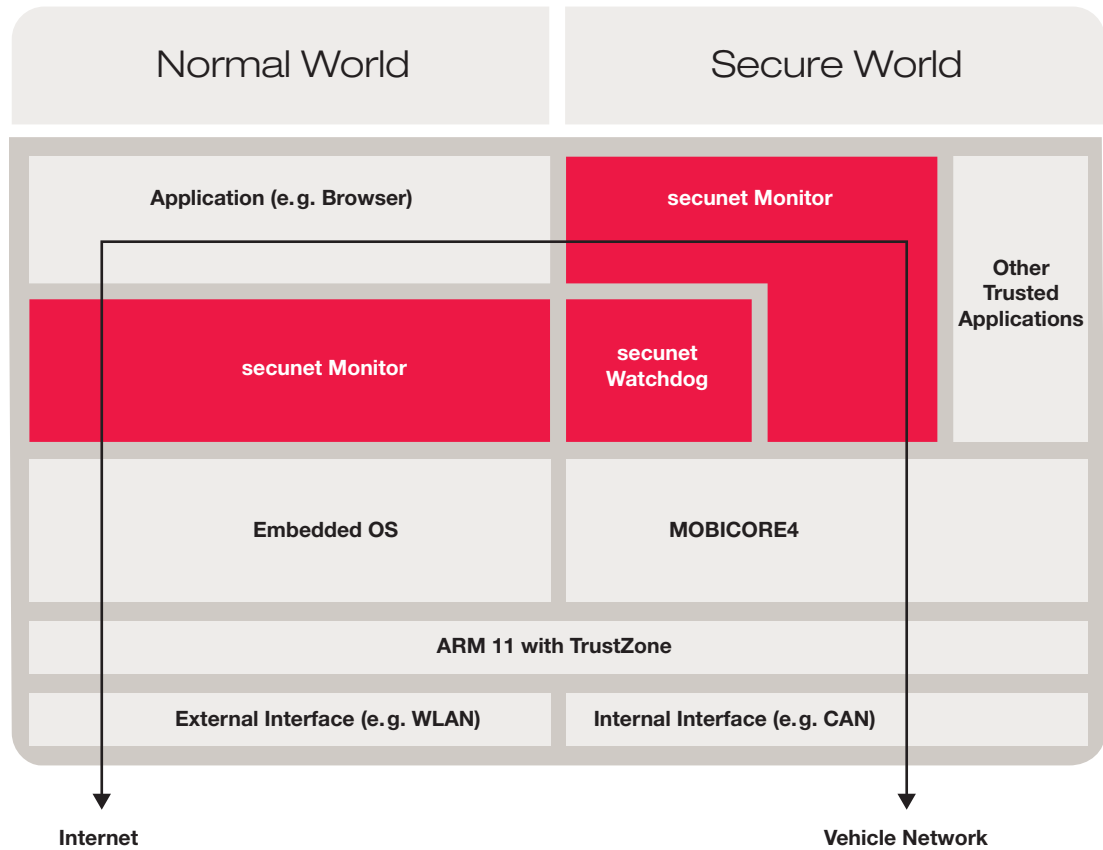 Normal World
Secure World
Application (e.g. Browser)
secunet Monitor
Other
Trusted
Applications
secunet Monitor
secunet
Watchdog
Embedded OS
MOBICORE4
ARM 11 with TrustZone
External Interface (e.g. WLAN)
Internal Interface (e.g. CAN)
Internet
Vehicle Network